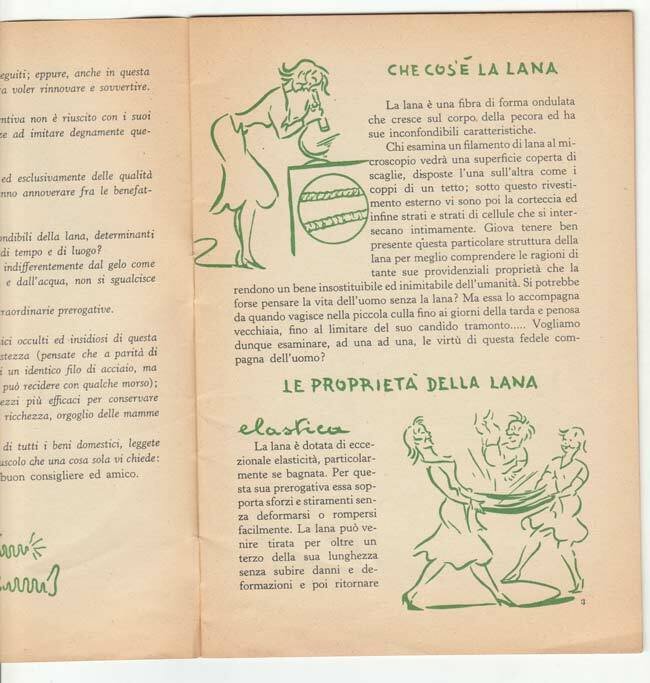 eguiti; eppure, anche in questa
a voler rinnovare e sovvertire.
ntiva non è riuscito con i suoi
ze ad imitare degnamente que-
ed esclusivamente delle qualità
nno annoverare fra le benefat-
ondibili della lana, determinanti
di tempo e di luogo?
indifferentemente dal gelo come
e dall'acqua, non si sgualcisce
raordinarie prerogative.
ici occulti ed insidiosi di questa
stezza (pensate che a parità di
i un identico filo di acciaio, ma
può recidere con qualche morso);
ezzi più efficaci per conservare
ricchezza, orgoglio delle mamme
di tutti i beni domestici, leggete
uscolo che una cosa sola vi chiede:
buon consigliere ed amico.
CHE COS'È LA LANA
La lana è una fibra di forma ondulata
che cresce sul corpo della pecora ed ha
sue inconfondibili caratteristiche.
Chi esamina un filamento di lana al mi-
croscopio vedrà una superficie coperta di
scaglie, disposte l'una sull'altra come i
coppi di un tetto; sotto questo rivesti-
mento esterno vi sono poi la corteccia ed
infine strati e strati di cellule che si inter-
secano intimamente. Giova tenere ben
presente questa particolare struttura della
lana per meglio comprendere le ragioni di
tante sue providenziali proprietà che la
rendono un bene insostituibile ed inimitabile dell'umanità. Si potrebbe
forse pensare la vita dell'uomo senza la lana? Ma essa lo accompagna
da quando vagisce nella piccola culla fino ai giorni della tarda e penosa
vecchiaia, fino al limitare del suo candido tramonto..... Vogliamo
dunque esaminare, ad una ad una, le virtù di questa fedele com-
pagna dell'uomo?
LE PROPRIETÀ DELLA LANA
elastica
La lana è dotata di ecce-
zionale elasticità, particolar-
mente se bagnata. Per que-
sta sua prerogativa essa sop-
porta sforzi e stiramenti sen-
za deformarsi o rompersi
facilmente. La lana può ve-
nire tirata per oltre un
terzo della sua lunghezza
senza subire danni e de-
formazioni e poi ritornare
3